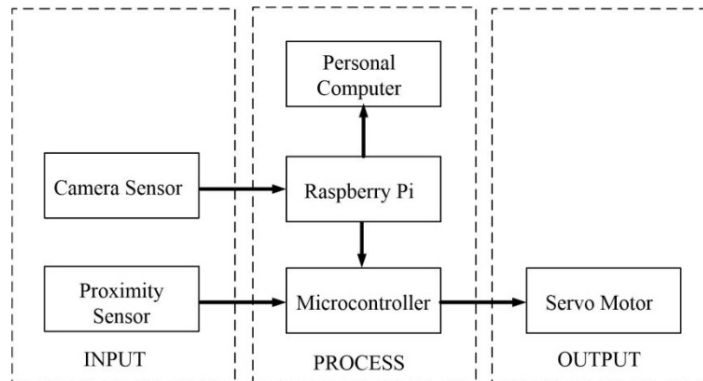 Personal
Computer
Camera Sensor
Raspberry Pi
Proximity
Sensor
Microcontroller
Servo Motor
INPUT
PROCESS
OUTPUT